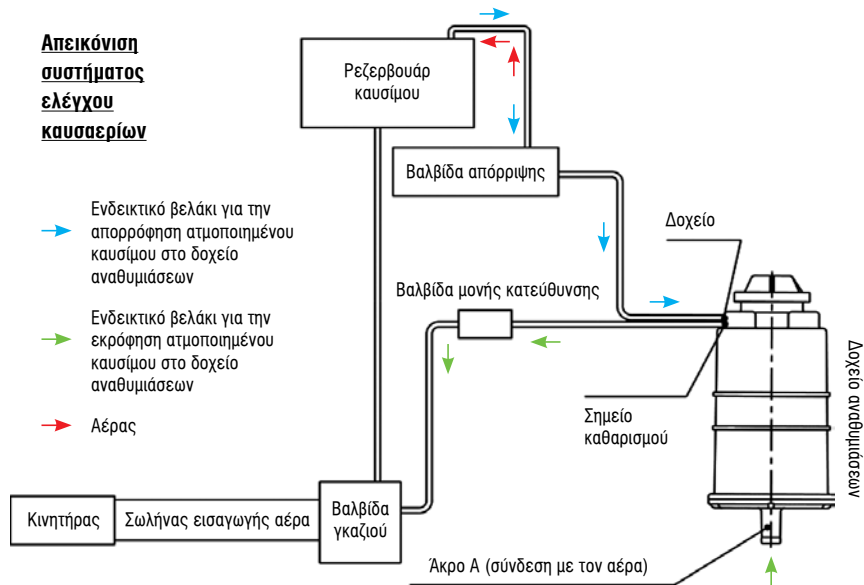 Απεικόνιση
συστήματος
ελέγχου
καυσαερίων
Ρεζερβουάρ
καυσίμου
Βαλβίδα απόρριψης
Ενδεικτικό βελάκι για την
απορρόφηση ατμοποιημένου
καυσίμου στο δοχείο
αναθυμιάσεων
Δοχείο
Βαλβίδα μονής κατεύθυνσης
Ενδεικτικό βελάκι για την
εκρόφηση ατμοποιημένου
καυσίμου στο δοχείο
αναθυμιάσεων
Δοχείο αναθυμιάσεων
Σημείο
καθαρισμού
Αέρας
Κινητήρας
Σωλήνας εισαγωγής αέρα
Βαλβίδα
γκαζιού
Άκρο Α (σύνδεση με τον αέρα)